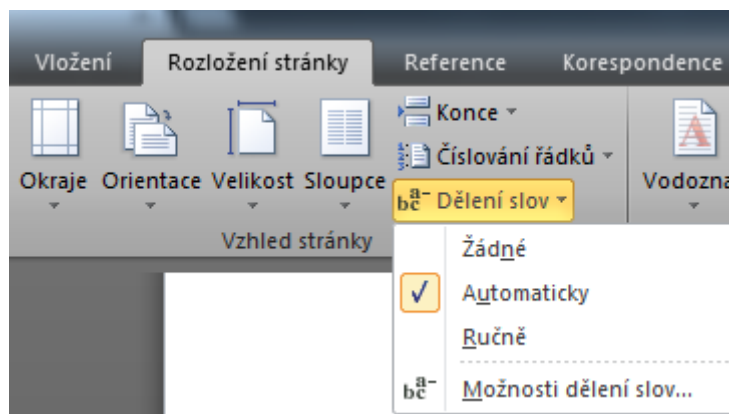 Vložení Rozložení stránky Reference Korespondence
Konce
Číslování řádků
Okraje Orientace Velikost Sloupce
Dělení slov
Vzhled stránky
Žádné
Automaticky
Ručně
Možnosti dělení slov...